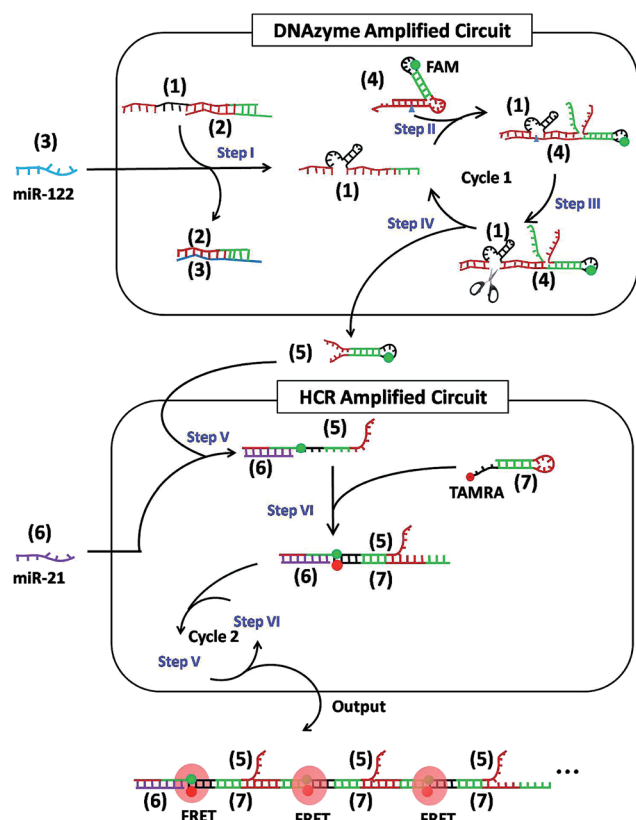 DNAzyme Amplified Circuit
(1)
(2)
(3)
miR-122
Step I
(2)
(3)
(4)
FAM
Step II
(1)
(4)
(1)
Cycle 1
Step III
Step IV
(1)
(4)
(5)
HCR Amplified Circuit
Step V
(5)
(6)
(7)
TAMRA
Step VI
(6)
miR-21
(5)
(6)
(7)
Cycle 2
Step VI
Step V
Output
(5)
(5)
(5)
...
(6)
(7)
(7)
(7)
FRET
FRET
FRET